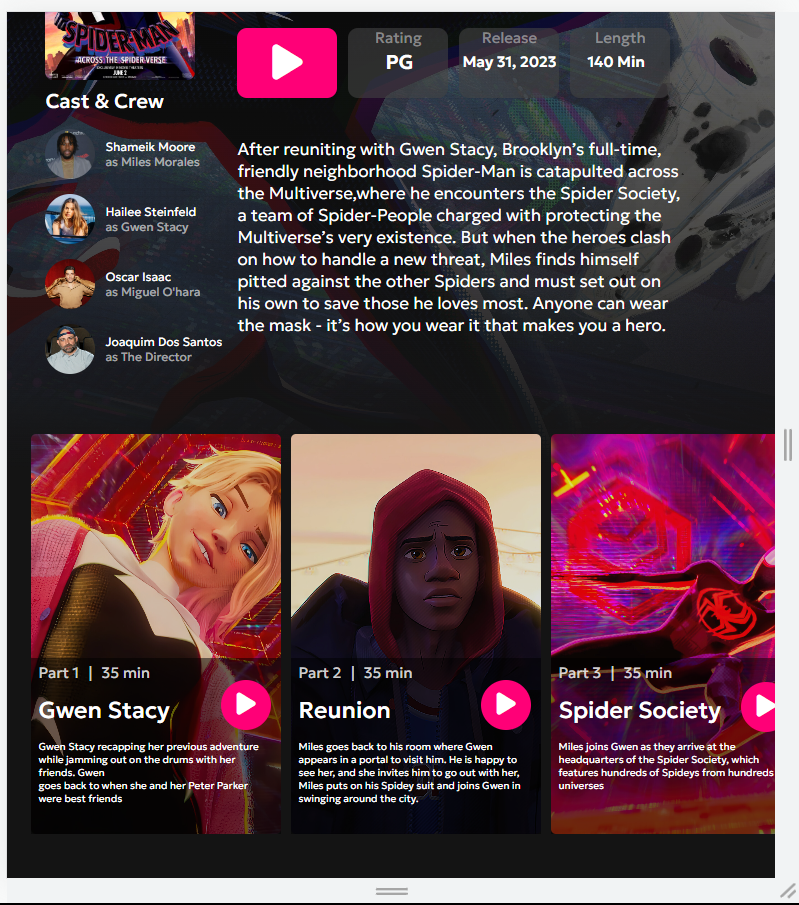 SPIDER-MAN
ACROSS THE SPIDER-VERSE
JUNE 2
Cast & Crew
Shameik Moore
as Miles Morales
Hailee Steinfeld
as Gwen Stacy
Oscar Isaac
as Miguel O'hara
Joaquim Dos Santos
as The Director
Rating
PG
Release
May 31, 2023
Length
140 Min
After reuniting with Gwen Stacy, Brooklyn’s full-time,
friendly neighborhood Spider-Man is catapulted across
the Multiverse,where he encounters the Spider Society,
a team of Spider-People charged with protecting the
Multiverse’s very existence. But when the heroes clash
on how to handle a new threat, Miles finds himself
pitted against the other Spiders and must set out on
his own to save those he loves most. Anyone can wear
the mask - it’s how you wear it that makes you a hero.
Part 1 | 35 min
Gwen Stacy
Gwen Stacy recapping her previous adventure
while jamming out on the drums with her
friends. Gwen
goes back to when she and her Peter Parker
were best friends
Part 2 | 35 min
Reunion
Miles goes back to his room where Gwen
appears in a portal to visit him. He is happy to
see her, and she invites him to go out with her,
Miles puts on his Spidey suit and joins Gwen in
swinging around the city.
Part 3 | 35 min
Spider Society
Miles joins Gwen as they arrive at the
headquarters of the Spider Society, which
features hundreds of Spideys from hundreds
universes